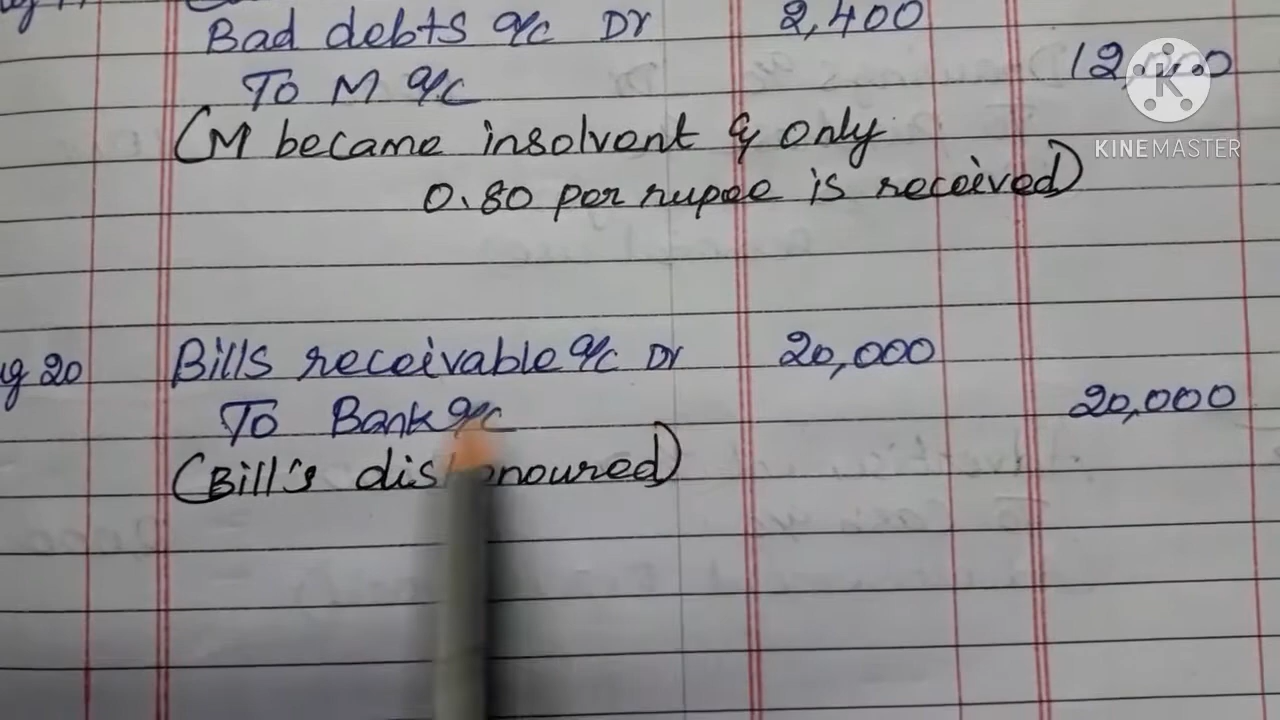 Bad debts a/c Dr 2,400
To M a/c
(M became insolvent & only
0.80 per rupee is received)
KINEMASTER
20 Bills receivable a/c Dr 20,000
To Bank a/c 20,000
(Bill's dishonoured)